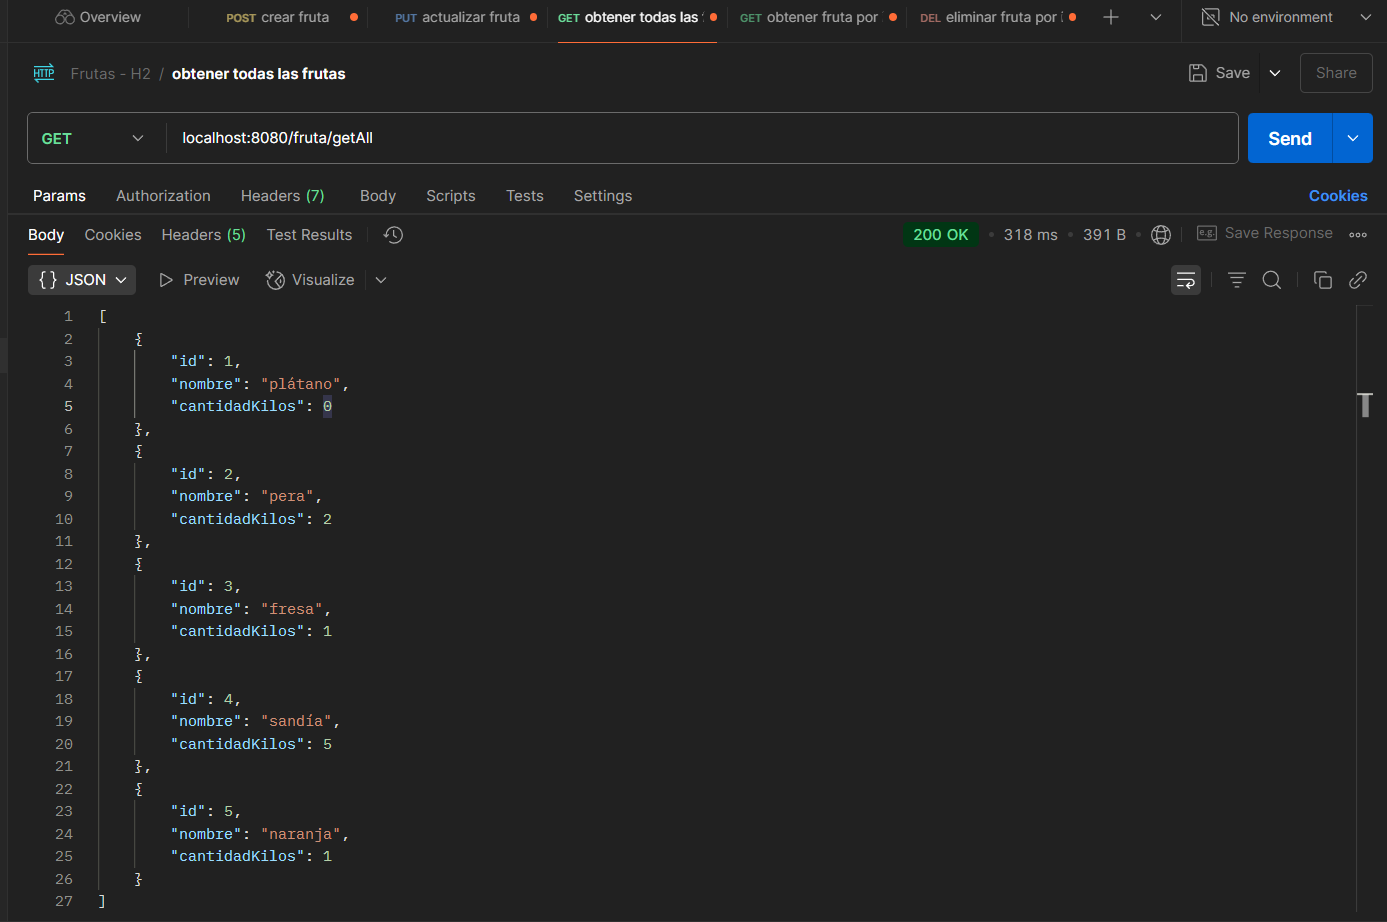 Overview POST crear fruta PUT actualizar fruta GET obtener todas las GET obtener fruta por DEL eliminar fruta por No environment
HTTP Frutas - H2 / obtener todas las frutas Save Share
GET localhost:8080/fruta/getAll Send
Params Authorization Headers (7) Body Scripts Tests Settings Cookies
Body Cookies Headers (5) Test Results 200 OK • 318 ms • 391 B • e.g. Save Response
{} JSON Preview Visualize
1 [
2 {
3 "id": 1,
4 "nombre": "plátano",
5 "cantidadKilos": 0
6 },
7 {
8 "id": 2,
9 "nombre": "pera",
10 "cantidadKilos": 2
11 },
12 {
13 "id": 3,
14 "nombre": "fresa",
15 "cantidadKilos": 1
16 },
17 {
18 "id": 4,
19 "nombre": "sandía",
20 "cantidadKilos": 5
21 },
22 {
23 "id": 5,
24 "nombre": "naranja",
25 "cantidadKilos": 1
26 }
27 ]